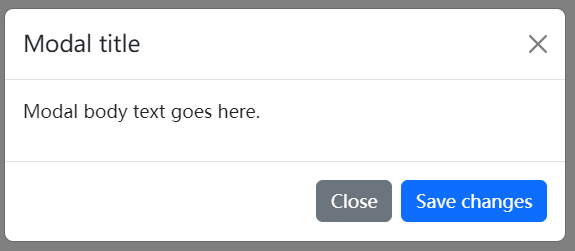 Modal title
Modal body text goes here.
Close
Save changes